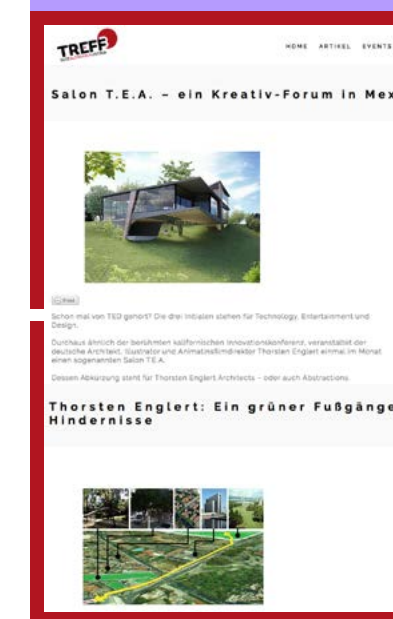 TREFF
HOME ARTIKEL EVENTS
Salon T.E.A. – ein Kreativ-Forum in Mex
Print
Schon mal von TED gehört? Die drei Initialen stehen für Technology, Entertainment und
Design.
Durchaus ähnlich der berühmten kalifornischen Innovationskonferenz, veranstaltet der
deutsche Architekt, Illustrator und Animationsfilmdirektor Thorsten Englert einmal im Monat
einen sogenannten Salon T.E.A.
Dessen Abkürzung steht für Thorsten Englert Architects – oder auch Abstractions.
Thorsten Englert: Ein grüner Fußgänge
Hindernisse